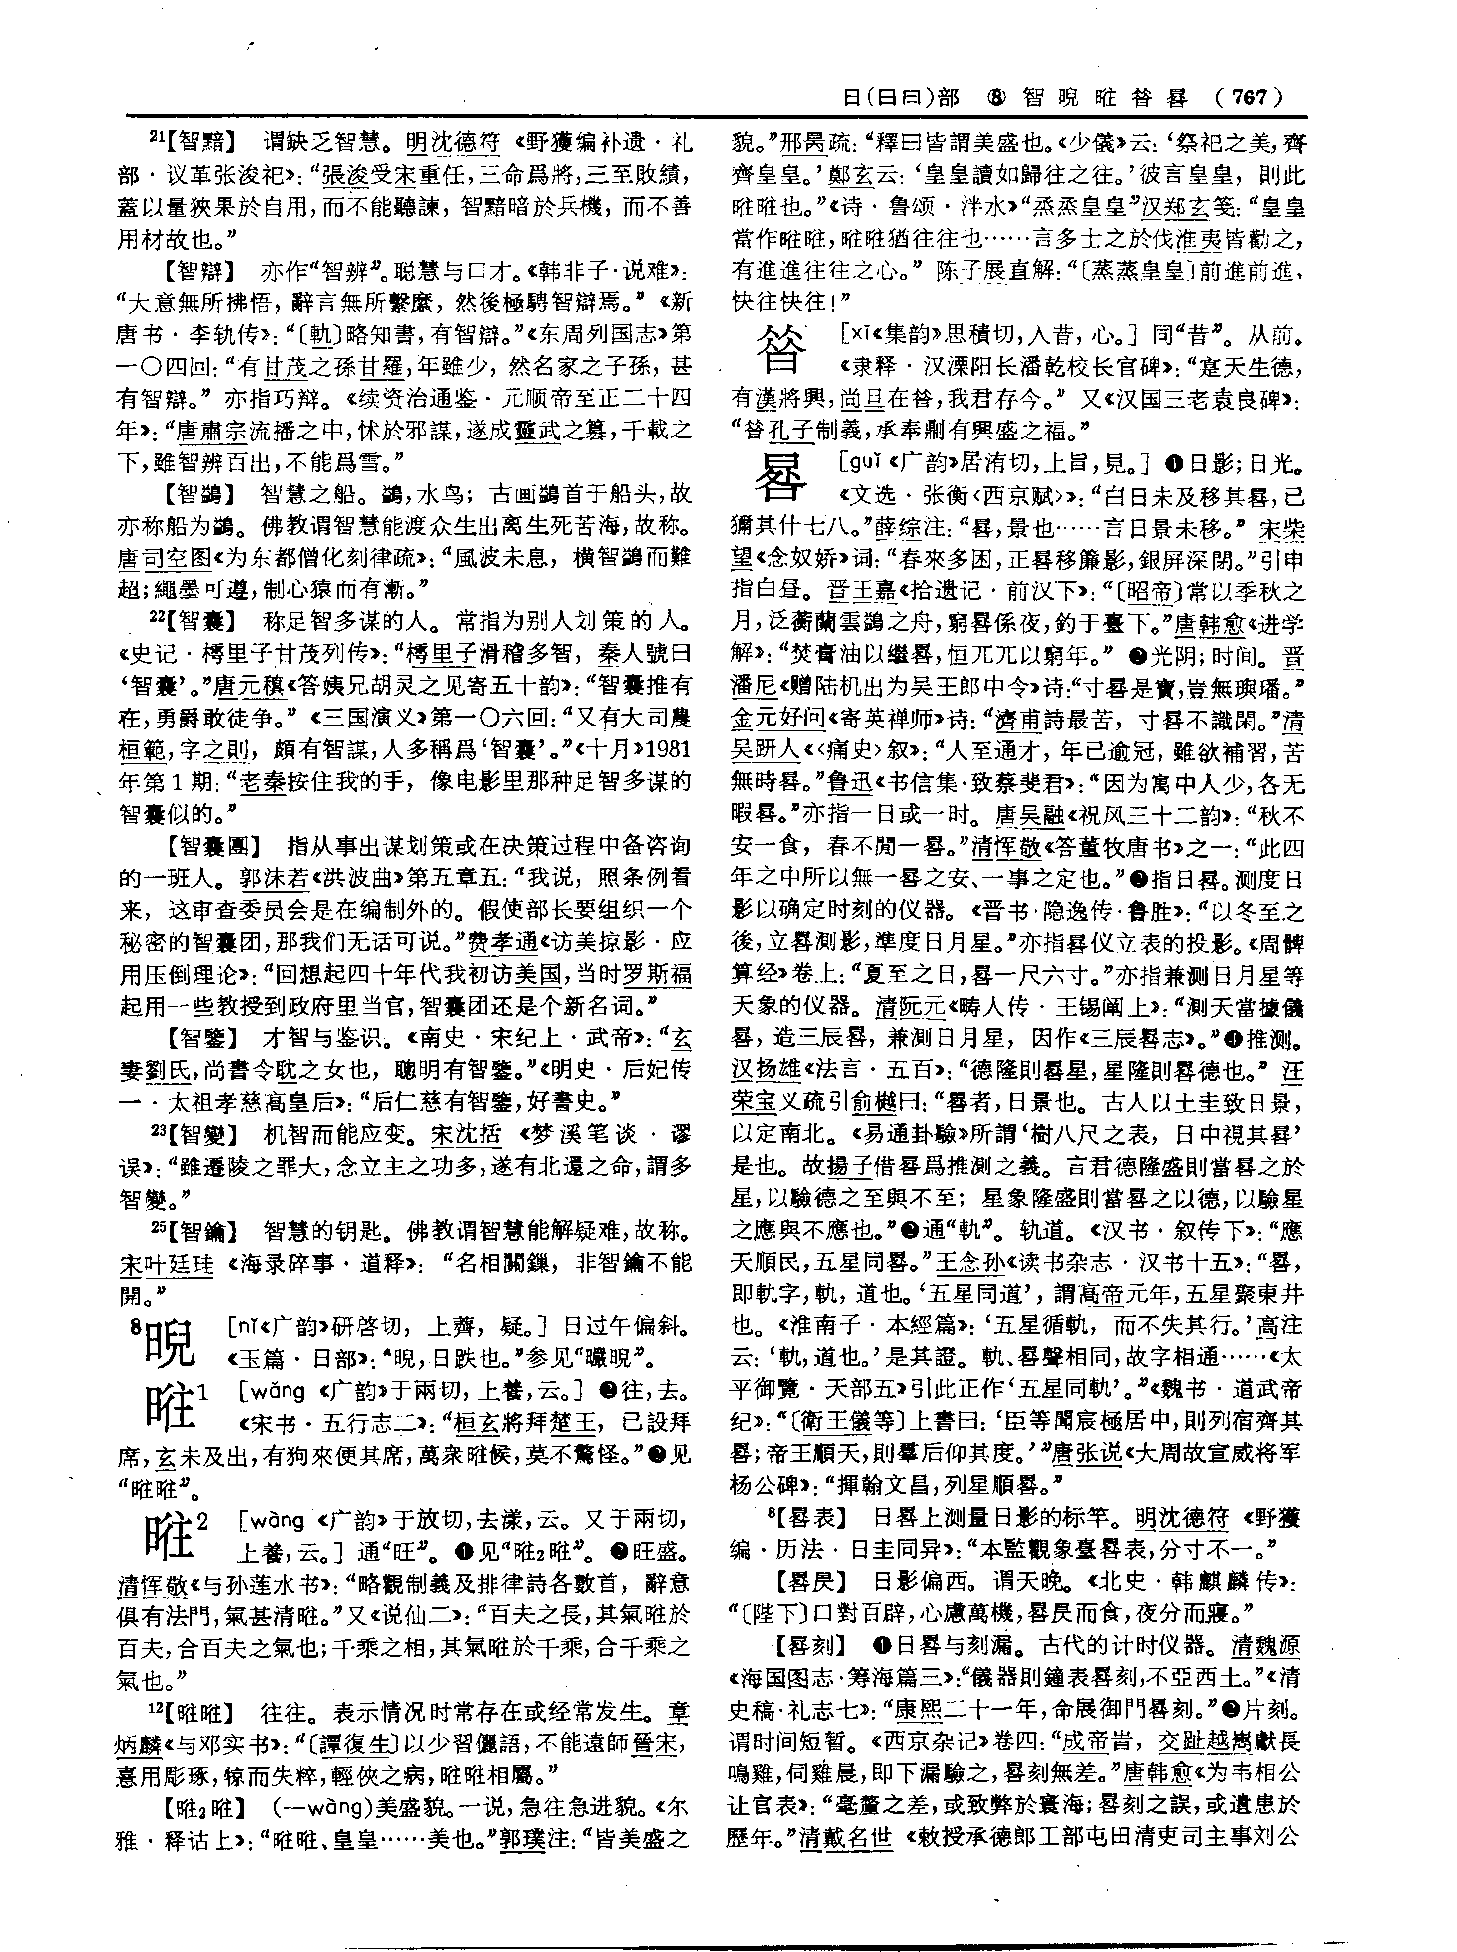 日(日曰)部 ⑧ 智晲暀昝晷 (767)
21【智黯】 谓缺乏智慧。明沈德符《野獲编补遗·礼
部·议革张浚祀》:“張浚受宋重任,三命爲將,三至敗績,
蓋以量狹果於自用,而不能聽諫,智黯暗於兵機,而不善
用材故也。”
【智辯】 亦作“智辨”。聪慧与口才。《韩非子·说难》:
“大意無所拂悟,辭言無所繫縻,然後極騁智辯焉。”《新
唐书·李轨传》:“〔軌〕略知書,有智辯。”《东周列国志》第
一〇四回:“有甘茂之孫甘羅,年雖少,然名家之子孫,甚
有智辯。”亦指巧辩。《续资治通鉴·元顺帝至正二十四
年》:“唐肅宗流播之中,怵於邪謀,遂成靈武之篡,千載之
下,雖智辨百出,不能爲雪。”
【智鷁】 智慧之船。鷁,水鸟;古画鷁首于船头,故
亦称船为鷁。佛教谓智慧能渡众生出离生死苦海,故称。
唐司空图《为东都僧化刻律疏》:“風波未息,横智鷁而難
超;繩墨可遵,制心猿而有漸。”
22【智囊】 称足智多谋的人。常指为别人划策的人。
《史记·樗里子甘茂列传》:“樗里子滑稽多智,秦人號曰
‘智囊’。”唐元稹《答姨兄胡灵之见寄五十韵》:“智囊推有
在,勇爵敢徒争。”《三国演义》第一〇六回:“又有大司農
桓範,字之則,頗有智謀,人多稱爲‘智囊’。”《十月》1981
年第1期:“老秦按住我的手,像电影里那种足智多谋的
智囊似的。”
【智囊團】 指从事出谋划策或在决策过程中备咨询
的一班人。郭沫若《洪波曲》第五章五:“我说,照条例看
来,这审查委员会是在编制外的。假使部长要组织一个
秘密的智囊团,那我们无话可说。”费孝通《访美掠影·应
用压倒理论》:“回想起四十年代我初访美国,当时罗斯福
起用一些教授到政府里当官,智囊团还是个新名词。”
【智鑒】 才智与鉴识。《南史·宋纪上·武帝》:“玄
妻劉氏,尚書令耽之女也,聰明有智鑒。”《明史·后妃传
一·太祖孝慈高皇后》:“后仁慈有智鑒,好書史。”
23【智變】 机智而能应变。宋沈括《梦溪笔谈·谬
误》:“雖遷陵之罪大,念立主之功多,遂有北還之命,謂多
智變。”
25【智鑰】 智慧的钥匙。佛教谓智慧能解疑难,故称。
宋叶廷珪《海录碎事·道释》:“名相關鏁,非智鑰不能
開。”
8晲 [nǐ《广韵》研啓切,上薺,疑。]日过午偏斜。
《玉篇·日部》:“晲,日跌也。”参见“曭晲”。
暀1 [wǎng《广韵》于兩切,上養,云。]❶往,去。
《宋书·五行志二》:“桓玄將拜楚王,已設拜
席,玄未及出,有狗來便其席,萬衆暀候,莫不驚怪。”❷见
“暀暀”。
暀2 [wàng《广韵》于放切,去漾,云。又于兩切,
上養,云。]通“旺”。❶见“暀2暀”。❷旺盛。
清恽敬《与孙莲水书》:“略觀制義及排律詩各數首,辭意
俱有法門,氣甚清暀。”又《说仙二》:“百夫之長,其氣暀於
百夫,合百夫之氣也;千乘之相,其氣暀於千乘,合千乘之
氣也。”
12【暀暀】 往往。表示情况时常存在或经常发生。章
炳麟《与邓实书》:“〔譚復生〕以少習儷語,不能遠師晉宋,
憙用彫琢,惊而失粹,輕俠之病,暀暀相屬。”
【暀2暀】 (—wàng)美盛貌。一说,急往急进貌。《尔
雅·释诂上》:“暀暀、皇皇……美也。”郭璞注:“皆美盛之
貌。”邢昺疏:“釋曰皆謂美盛也。《少儀》云:‘祭祀之美,齊
齊皇皇。’鄭玄云:‘皇皇讀如歸往之往。’彼言皇皇,則此
暀暀也。”《诗·鲁颂·泮水》“烝烝皇皇”汉郑玄笺:“皇皇
當作暀暀,暀暀猶往往也……言多士之於伐淮夷皆勸之,
有進進往往之心。”陈子展直解:“〔蒸蒸皇皇〕前進前進、
快往快往!”
昝 [xī《集韵》思積切,入昔,心。]同“昔”。从前。
《隶释·汉溧阳长潘乾校长官碑》:“寔天生德,
有漢將興,尚旦在昝,我君存今。”又《汉国三老袁良碑》:
“昝孔子制義,承奉劘有興盛之福。”
晷 [guǐ《广韵》居洧切,上旨,見。]❶日影;日光。
《文选·张衡〈西京赋〉》:“白日未及移其晷,已
獮其什七八。”薛综注:“晷,景也……言日景未移。”宋柴
望《念奴娇》词:“春來多困,正晷移簾影,銀屏深閉。”引申
指白昼。晋王嘉《拾遗记·前汉下》:“〔昭帝〕常以季秋之
月,泛蘅蘭雲鷁之舟,窮晷係夜,釣于臺下。”唐韩愈《进学
解》:“焚膏油以繼晷,恒兀兀以窮年。”❷光阴;时间。晋
潘尼《赠陆机出为吴王郎中令》诗:“寸晷是寶,豈無璵璠。”
金元好问《寄英禅师》诗:“濟甫詩最苦,寸晷不識閑。”清
吴趼人《〈痛史〉叙》:“人至通才,年已逾冠,雖欲補習,苦
無時晷。”鲁迅《书信集·致蔡斐君》:“因为寓中人少,各无
暇晷。”亦指一日或一时。唐吴融《祝风三十二韵》:“秋不
安一食,春不閒一晷。”清恽敬《答董牧唐书》之一:“此四
年之中所以無一晷之安、一事之定也。”❸指日晷。测度日
影以确定时刻的仪器。《晋书·隐逸传·鲁胜》:“以冬至之
後,立晷測影,準度日月星。”亦指晷仪立表的投影。《周髀
算经》卷上:“夏至之日,晷一尺六寸。”亦指兼测日月星等
天象的仪器。清阮元《畴人传·王锡阐上》:“測天當據儀
晷,造三辰晷,兼測日月星,因作《三辰晷志》。”❹推测。
汉扬雄《法言·五百》:“德隆則晷星,星隆則晷德也。”汪
荣宝义疏引俞樾曰:“晷者,日景也。古人以土圭致日景,
以定南北。《易通卦驗》所謂‘樹八尺之表,日中視其晷’
是也。故揚子借晷爲推測之義。言君德隆盛則當晷之於
星,以驗德之至與不至;星象隆盛則當晷之以德,以驗星
之應與不應也。”❺通“軌”。轨道。《汉书·叙传下》:“應
天順民,五星同晷。”王念孙《读书杂志·汉书十五》:“晷,
即軌字,軌,道也。‘五星同道’,謂高帝元年,五星聚東井
也。《淮南子·本經篇》:‘五星循軌,而不失其行。’高注
云:‘軌,道也。’是其證。軌、晷聲相同,故字相通……《太
平御覽·天部五》引此正作‘五星同軌’。”《魏书·道武帝
纪》:“〔衛王儀等〕上書曰:‘臣等聞宸極居中,則列宿齊其
晷;帝王順天,則羣后仰其度。’”唐张说《大周故宣威将军
杨公碑》:“揮翰文昌,列星順晷。”
8【晷表】 日晷上测量日影的标竿。明沈德符《野獲
编·历法·日圭同异》:“本監觀象臺晷表,分寸不一。”
【晷昃】 日影偏西。谓天晚。《北史·韩麒麟传》:
“〔陛下〕口對百辟,心慮萬機,晷昃而食,夜分而寢。”
【晷刻】 ❶日晷与刻漏。古代的计时仪器。清魏源
《海国图志·筹海篇三》:“儀器則鐘表晷刻,不亞西土。”《清
史稿·礼志七》:“康熙二十一年,命展御門晷刻。”❷片刻。
谓时间短暂。《西京杂记》卷四:“成帝旹,交趾越嶲獻長
鳴雞,伺雞晨,即下漏驗之,晷刻無差。”唐韩愈《为韦相公
让官表》:“毫釐之差,或致弊於寰海;晷刻之誤,或遺患於
歷年。”清戴名世《敕授承德郎工部屯田清吏司主事刘公